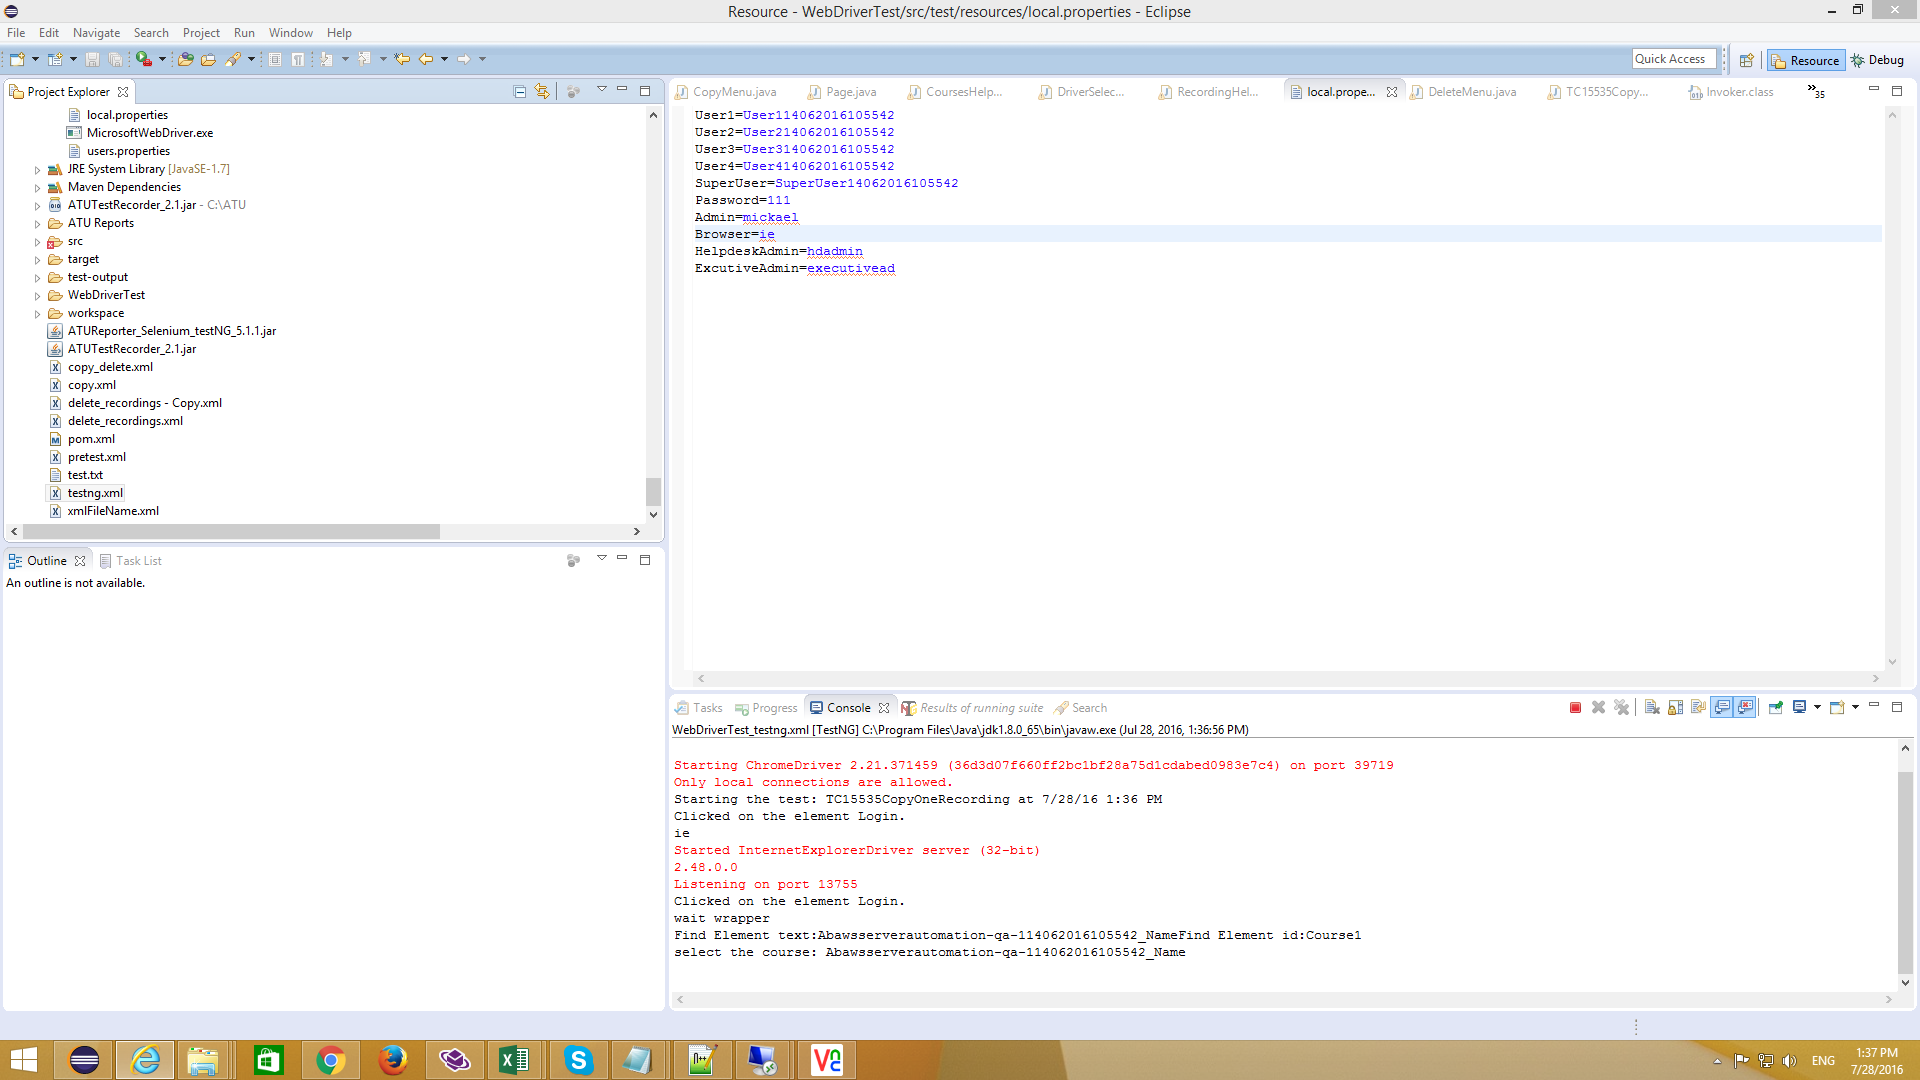 Resource - WebDriverTest/src/test/resources/local.properties - Eclipse
File Edit Navigate Search Project Run Window Help
Quick Access
Resource
Debug
Project Explorer
local.properties
MicrosoftWebDriver.exe
users.properties
JRE System Library [JavaSE-1.7]
Maven Dependencies
ATUTestRecorder_2.1.jar - C:\ATU
ATU Reports
src
target
test-output
WebDriverTest
workspace
ATUReporter_Selenium_testNG_5.1.1.jar
ATUTestRecorder_2.1.jar
copy_delete.xml
copy.xml
delete_recordings - Copy.xml
delete_recordings.xml
pom.xml
pretest.xml
test.txt
testng.xml
xmlFileName.xml
Outline
Task List
An outline is not available.
CopyMenu.java Page.java CoursesHelp... DriverSelec... RecordingHel... local.prope... DeleteMenu.java TC15535Copy... Invoker.class »35
User1=User114062016105542
User2=User214062016105542
User3=User314062016105542
User4=User414062016105542
SuperUser=SuperUser14062016105542
Password=111
Admin=mickael
Browser=ie
HelpdeskAdmin=hdadmin
ExcutiveAdmin=executivead
Tasks Progress Console Results of running suite Search
WebDriverTest_testng.xml [TestNG] C:\Program Files\Java\jdk1.8.0_65\bin\javaw.exe (Jul 28, 2016, 1:36:56 PM)
Starting ChromeDriver 2.21.371459 (36d3d07f660ff2bc1bf28a75d1cdabed0983e7c4) on port 39719
Only local connections are allowed.
Starting the test: TC15535CopyOneRecording at 7/28/16 1:36 PM
Clicked on the element Login.
ie
Started InternetExplorerDriver server (32-bit)
2.48.0.0
Listening on port 13755
Clicked on the element Login.
wait wrapper
Find Element text:Abawsserverautomation-qa-114062016105542_NameFind Element id:Course1
select the course: Abawsserverautomation-qa-114062016105542_Name
ENG
1:37 PM
7/28/2016